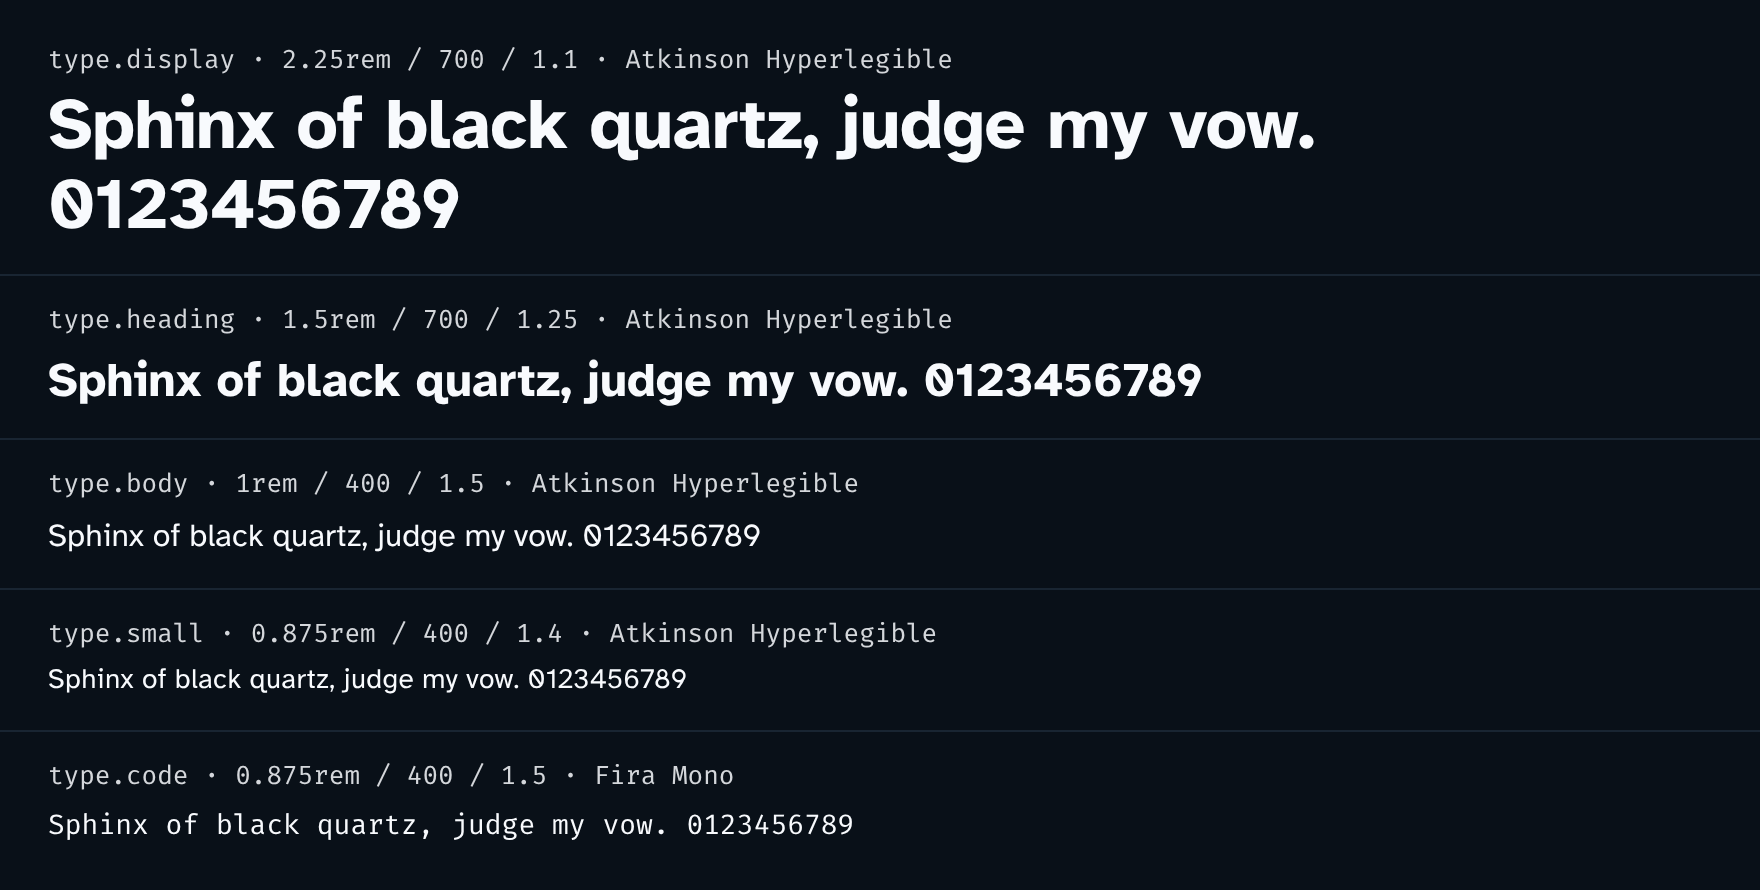 type.display · 2.25rem / 700 / 1.1 · Atkinson Hyperlegible
Sphinx of black quartz, judge my vow.
0123456789
type.heading · 1.5rem / 700 / 1.25 · Atkinson Hyperlegible
Sphinx of black quartz, judge my vow. 0123456789
type.body · 1rem / 400 / 1.5 · Atkinson Hyperlegible
Sphinx of black quartz, judge my vow. 0123456789
type.small · 0.875rem / 400 / 1.4 · Atkinson Hyperlegible
Sphinx of black quartz, judge my vow. 0123456789
type.code · 0.875rem / 400 / 1.5 · Fira Mono
Sphinx of black quartz, judge my vow. 0123456789